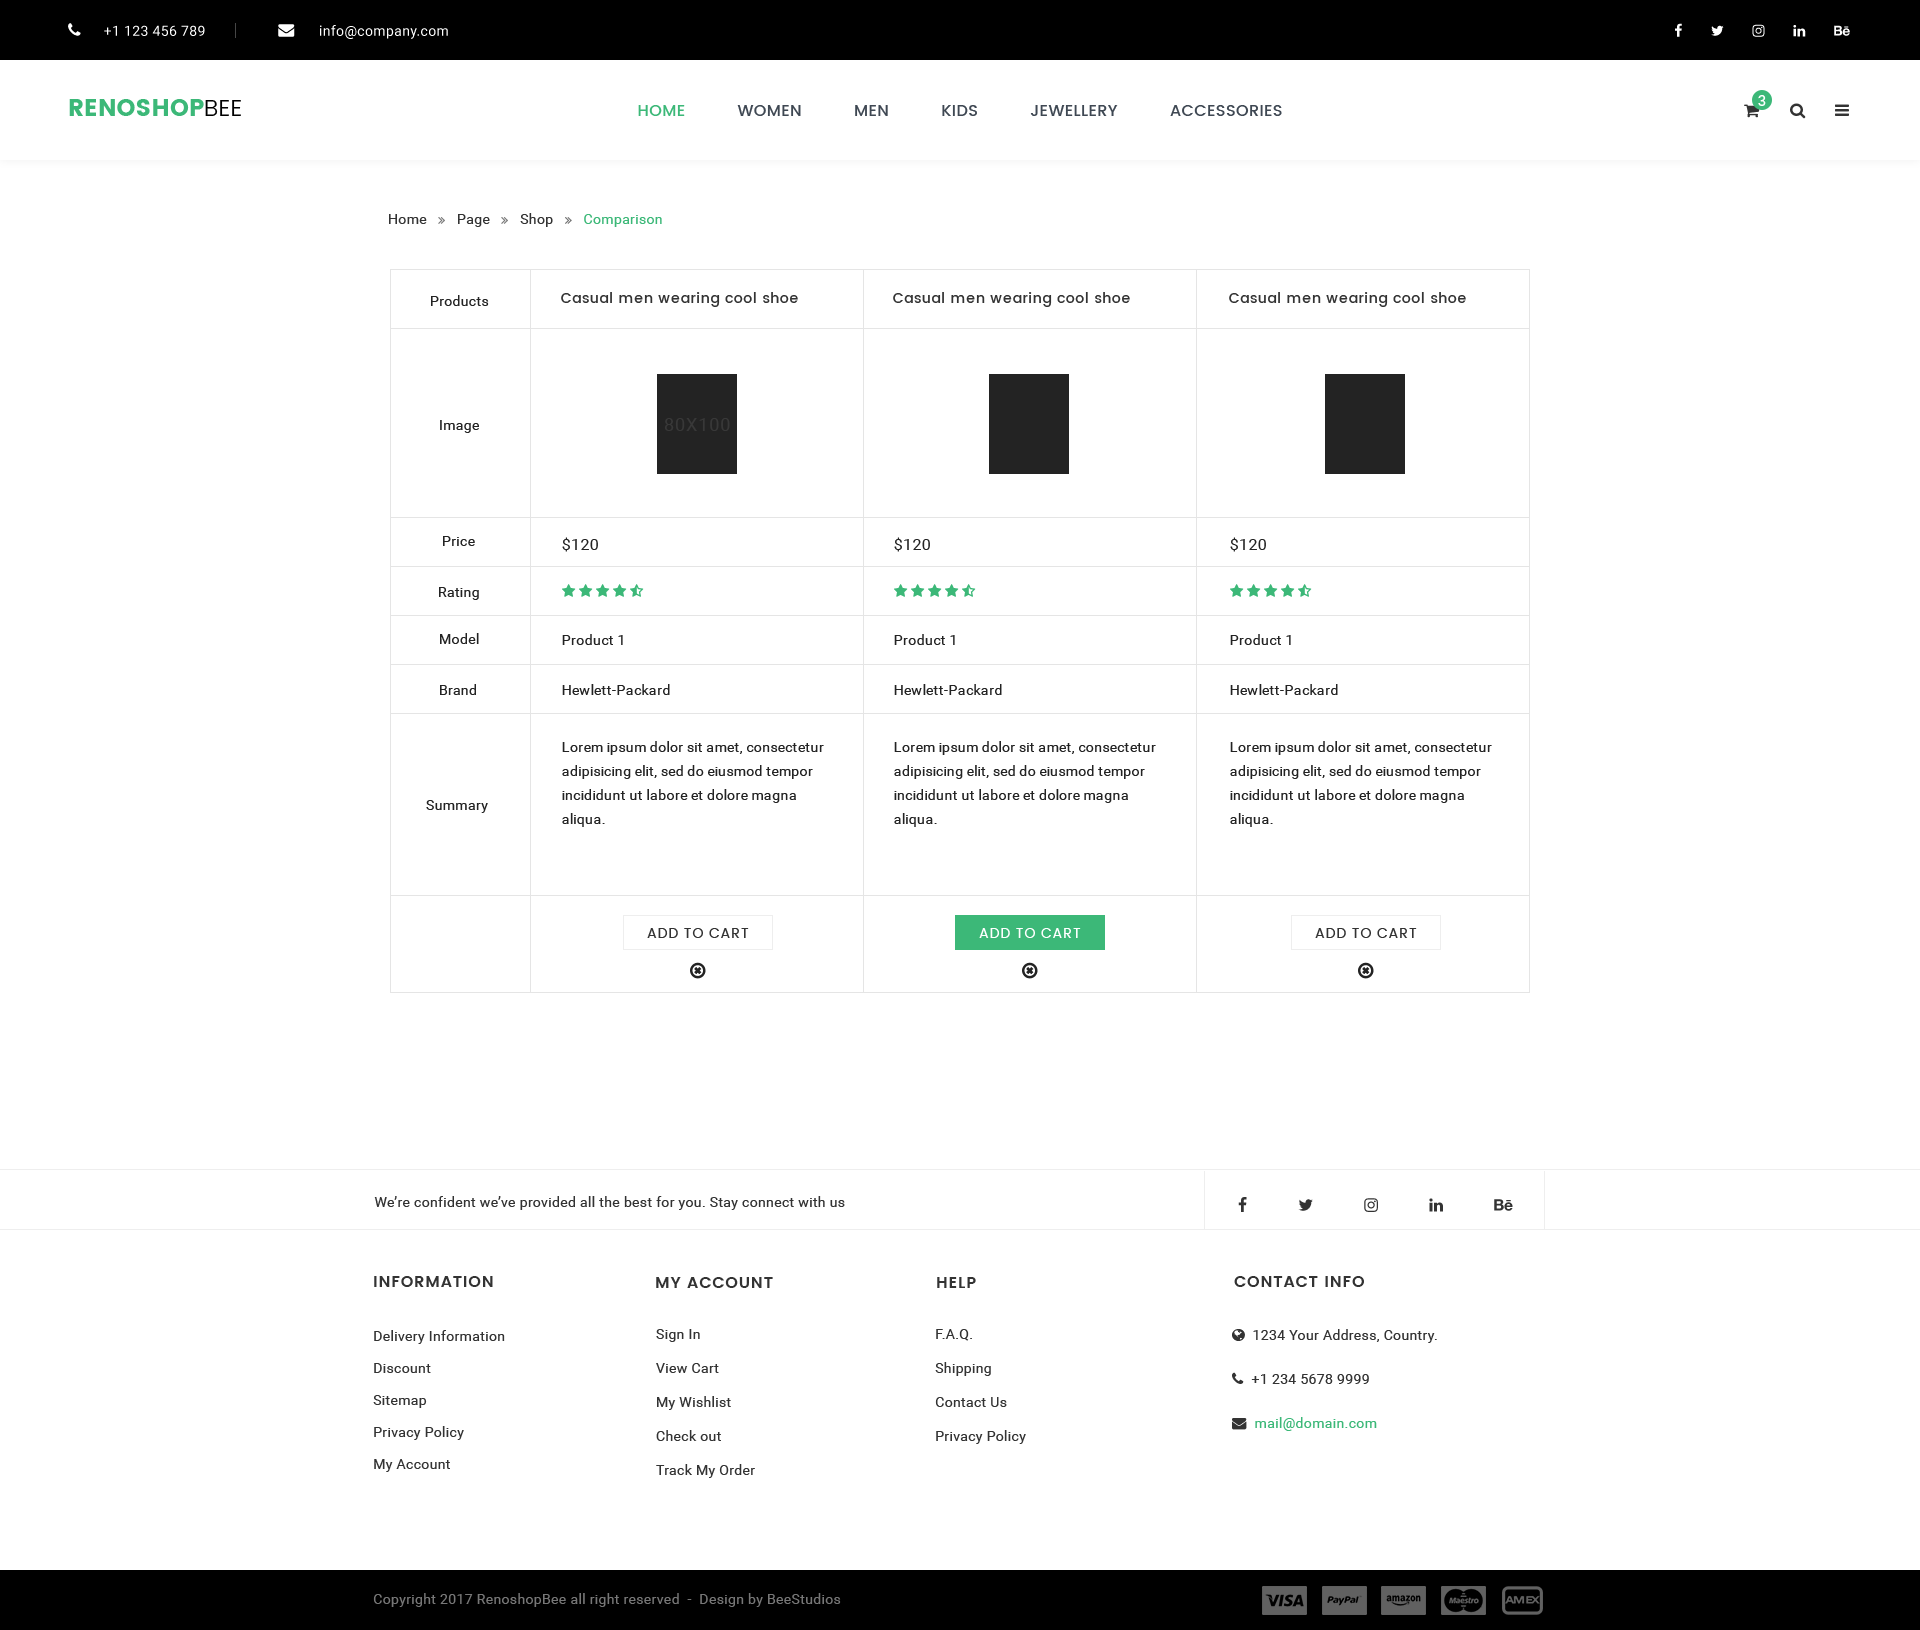 +1 123 456 789 info@company.com Bē
RENOSHOPBEE HOME WOMEN MEN KIDS JEWELLERY ACCESSORIES 3
Home » Page » Shop » Comparison
Products Casual men wearing cool shoe Casual men wearing cool shoe Casual men wearing cool shoe
Image 80X100
Price $120 $120 $120
Rating
Model Product 1 Product 1 Product 1
Brand Hewlett-Packard Hewlett-Packard Hewlett-Packard
Summary
Lorem ipsum dolor sit amet, consectetur
adipisicing elit, sed do eiusmod tempor
incididunt ut labore et dolore magna
aliqua.
Lorem ipsum dolor sit amet, consectetur
adipisicing elit, sed do eiusmod tempor
incididunt ut labore et dolore magna
aliqua.
Lorem ipsum dolor sit amet, consectetur
adipisicing elit, sed do eiusmod tempor
incididunt ut labore et dolore magna
aliqua.
ADD TO CART ADD TO CART ADD TO CART
We’re confident we’ve provided all the best for you. Stay connect with us Bē
INFORMATION
Delivery Information
Discount
Sitemap
Privacy Policy
My Account
MY ACCOUNT
Sign In
View Cart
My Wishlist
Check out
Track My Order
HELP
F.A.Q.
Shipping
Contact Us
Privacy Policy
CONTACT INFO
1234 Your Address, Country.
+1 234 5678 9999
mail@domain.com
Copyright 2017 RenoshopBee all right reserved - Design by BeeStudios VISA PayPal amazon Maestro AMEX